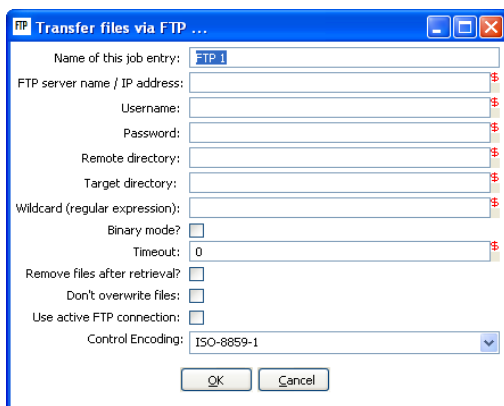 FTP Transfer files via FTP ...
Name of this job entry: FTP 1
FTP server name / IP address: $
Username: $
Password: $
Remote directory: $
Target directory: $
Wildcard (regular expression): $
Binary mode?
Timeout: 0 $
Remove files after retrieval?
Don't overwrite files:
Use active FTP connection:
Control Encoding: ISO-8859-1
OK Cancel